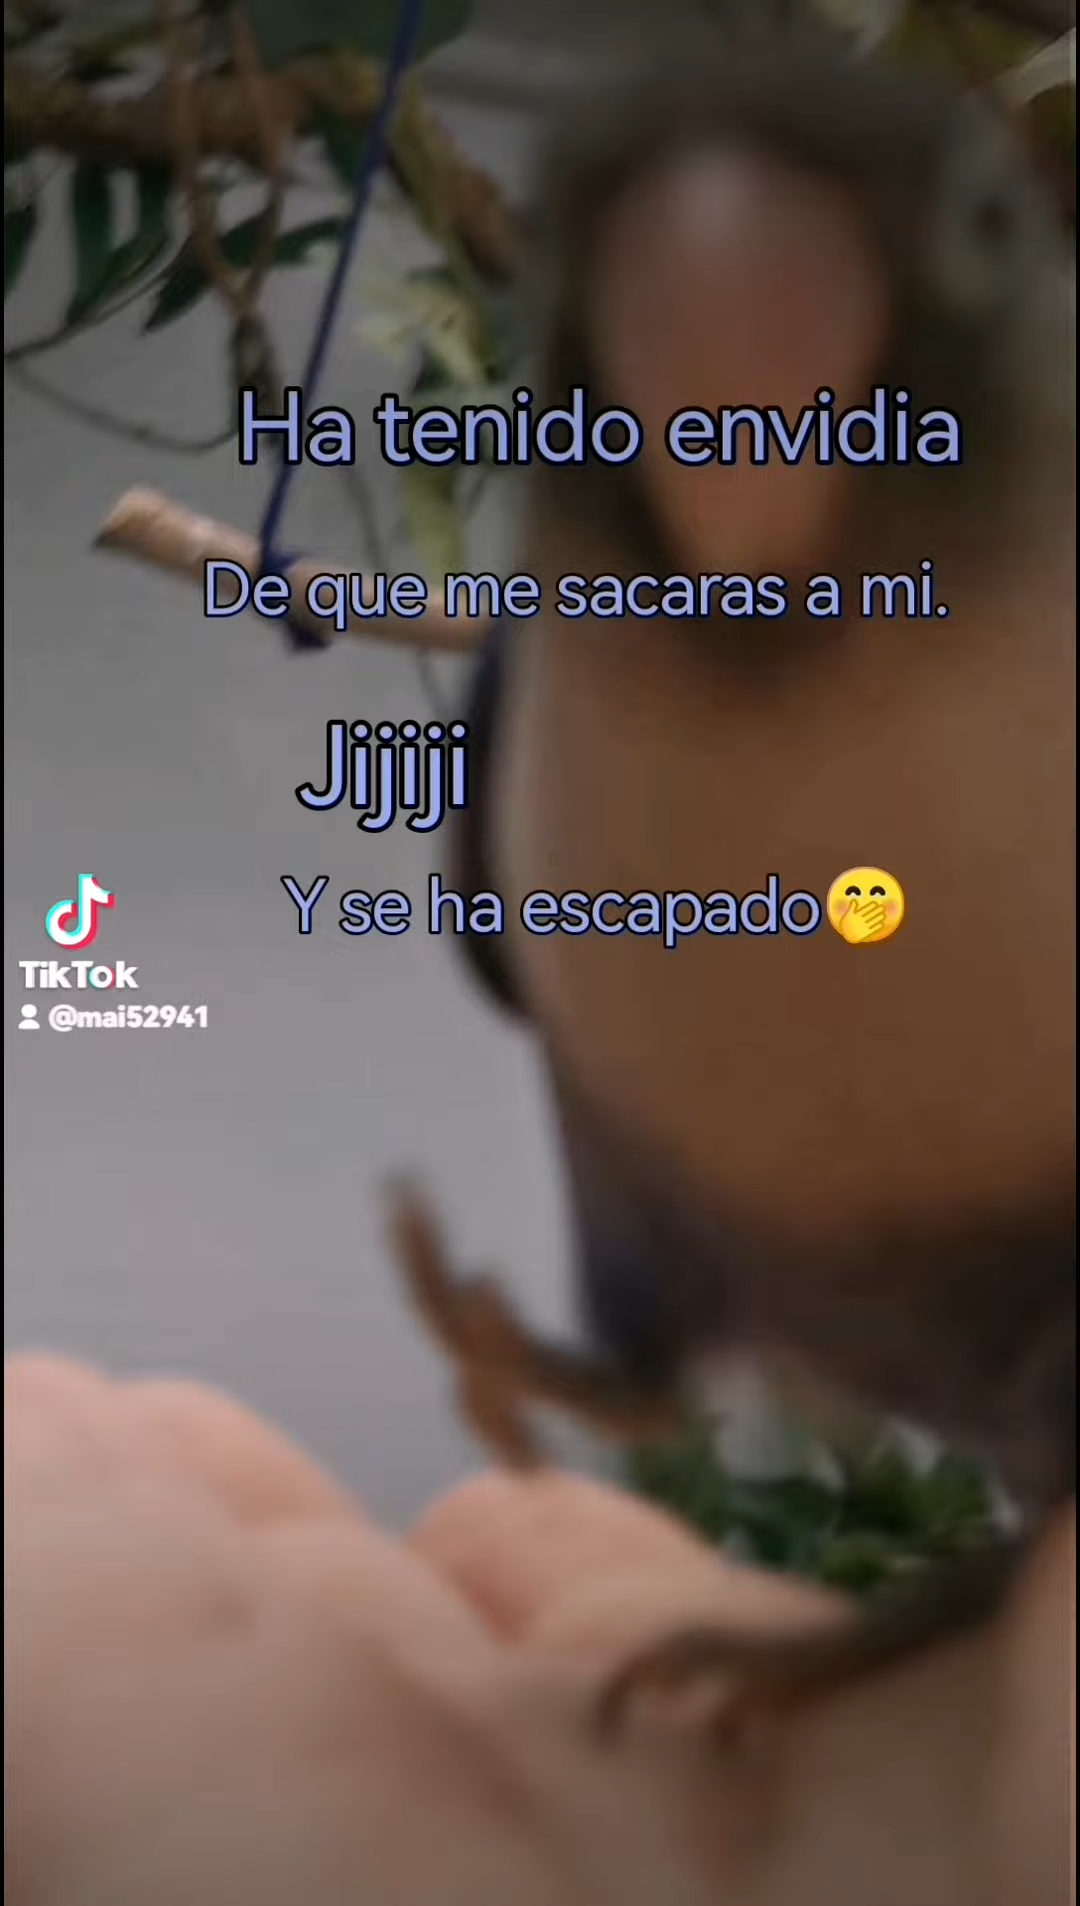 Ha tenido envidia
De que me sacaras a mi.
Jijiji
Y se ha escapado🤭
TikTok
@mai52941